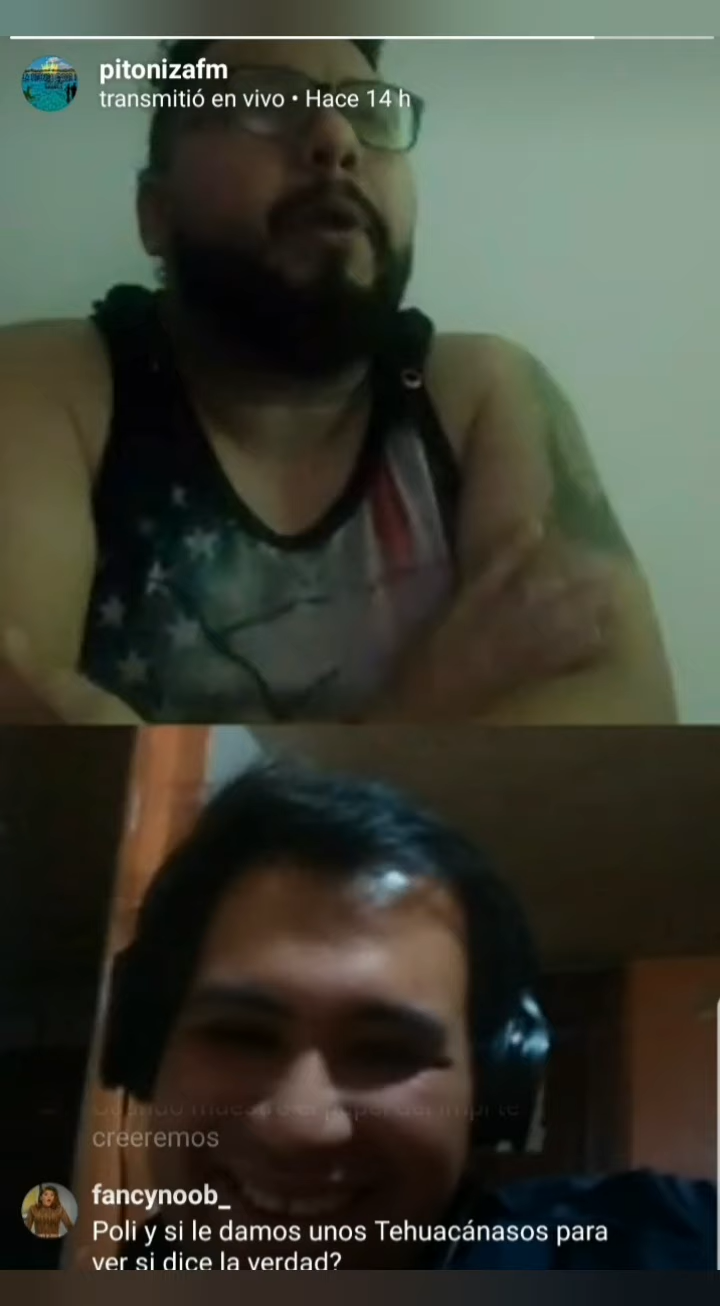 pitonizafm
transmitió en vivo • Hace 14 h
creeremos
fancynoob_
Poli y si le damos unos Tehuacánasos para
ver si dice la verdad?